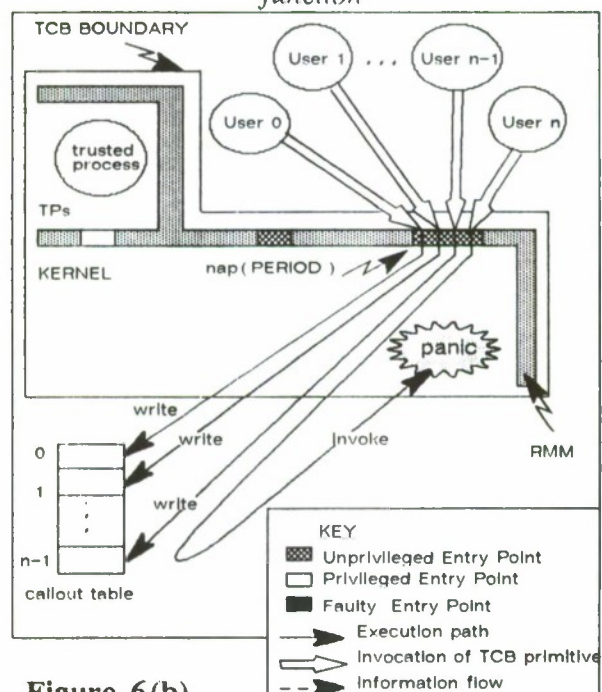 function
TCB BOUNDARY
User 1 . . . User n-1
User 0
User n
trusted
process
TPs
KERNEL
nap ( PERIOD )
panic
write
write
invoke
RMM
write
0
1
n-1
callout table
KEY
Unprivileged Entry Point
Privileged Entry Point
Faulty Entry Point
Execution path
Invocation of TCB primitive
Information flow
Figure 6(b)